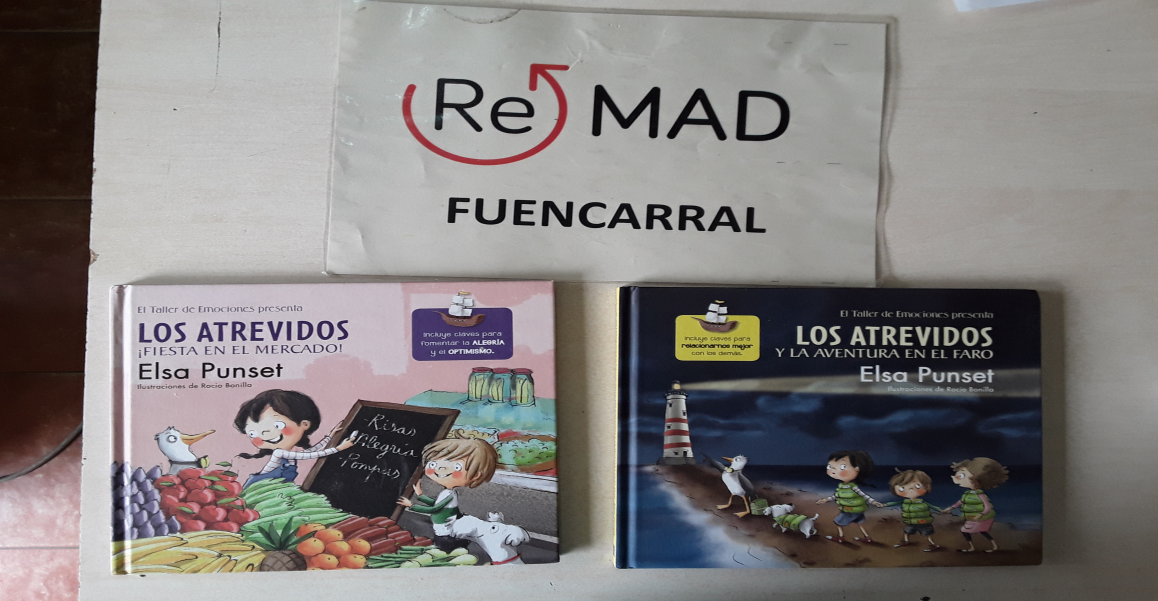 Re MAD
FUENCARRAL
El Taller de Emociones presenta
LOS ATREVIDOS
¡FIESTA EN EL MERCADO!
Elsa Punset
Ilustraciones de Rocio Bonilla
Incluye claves para
fomentar la ALEGRÍA
y el OPTIMISMO.
Risas
Alegría
Pompas
El Taller de Emociones presenta
LOS ATREVIDOS
Y LA AVENTURA EN EL FARO
Elsa Punset
Ilustraciones de Rocio Bonilla
Incluye claves para
relacionarnos mejor
con los demás.